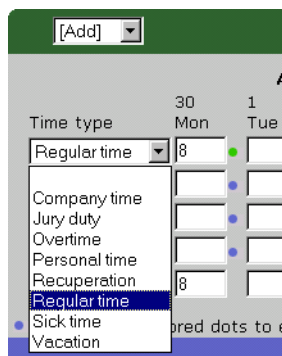 [Add]
A
30 1
Time type Mon Tue
Regular time 8
Company time
Jury duty
Overtime
Personal time
Recuperation 8
Regular time
Sick time
Vacation
ored dots to e